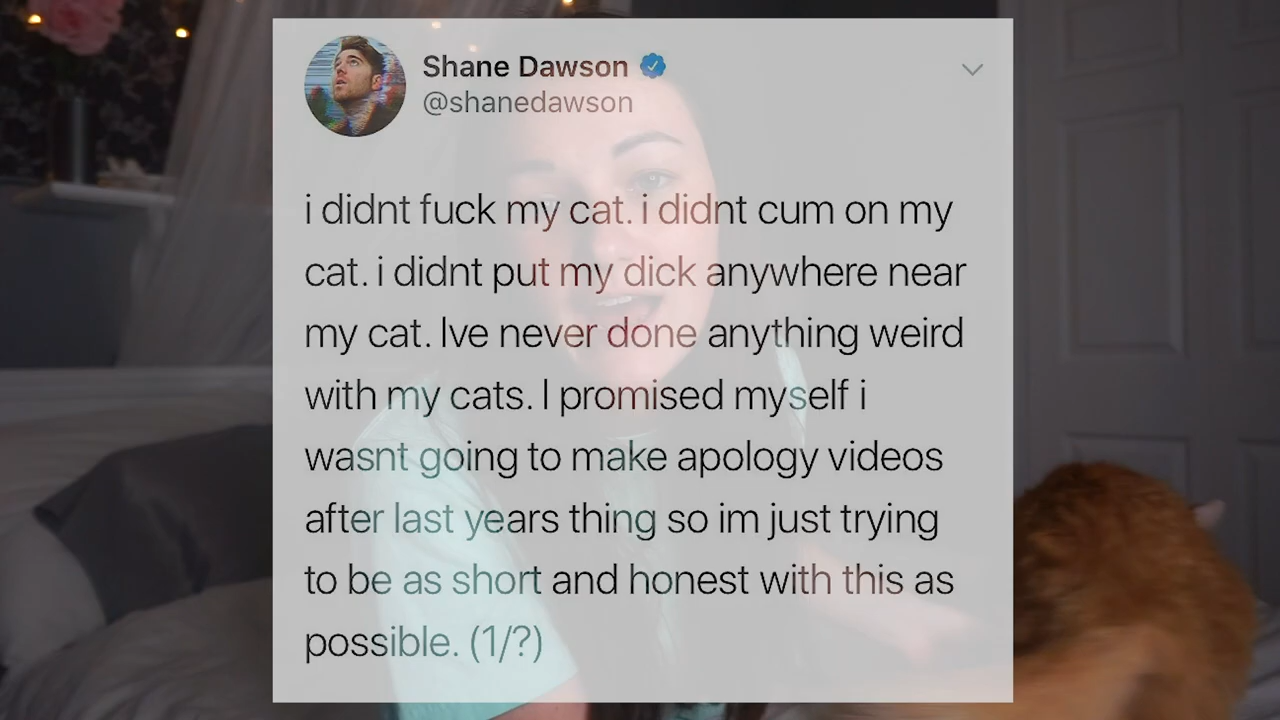 Shane Dawson
@shanedawson
i didnt fuck my cat. i didnt cum on my
cat. i didnt put my dick anywhere near
my cat. Ive never done anything weird
with my cats. I promised myself i
wasnt going to make apology videos
after last years thing so im just trying
to be as short and honest with this as
possible. (1/?)